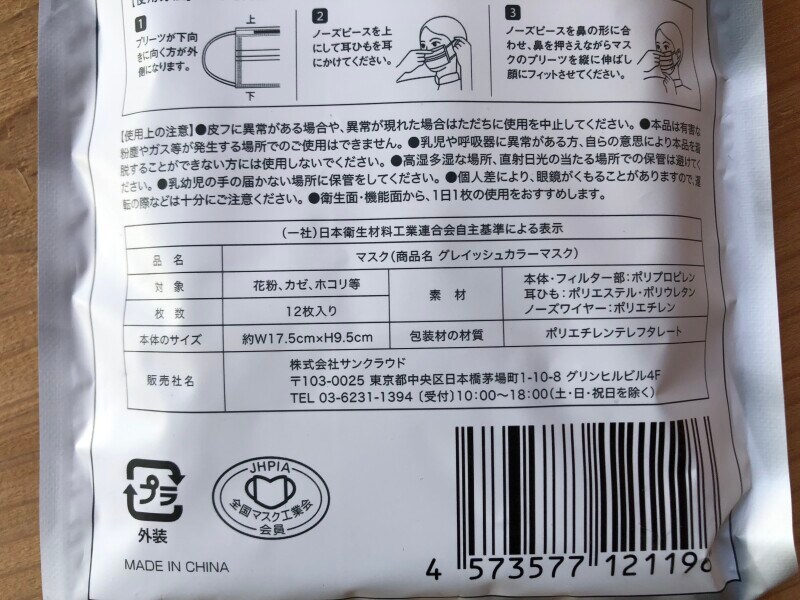 1
上
プリーツが下向
きに向く方が外
側になります。
下
2
ノーズピースを上
にして耳ひもを耳
にかけてください。
3
ノーズピースを鼻の形に合
わせ、鼻を押さえながらマス
クのプリーツを縦に伸ばし
顔にフィットさせてください。
【使用上の注意】●皮フに異常がある場合や、異常が現れた場合はただちに使用を中止してください。●本品は有害な
粉塵やガス等が発生する場所でのご使用はできません。●乳児や呼吸器に異常がある方、自らの意思により本品を着
脱することができない方には使用しないでください。●高湿多湿な場所、直射日光の当たる場所での保管は避けてく
ださい。●乳幼児の手の届かない場所に保管をしてください。●個人差により、眼鏡がくもることがありますので、運
転の際などは十分にご注意ください。●衛生面・機能面から、1日1枚の使用をおすすめします。
(一社)日本衛生材料工業連合会自主基準による表示
品名 マスク(商品名 グレイッシュカラーマスク)
対象 花粉、カゼ、ホコリ等
枚数 12枚入り
素材
本体・フィルター部:ポリプロピレン
耳ひも:ポリエステル・ポリウレタン
ノーズワイヤー:ポリエチレン
本体のサイズ 約W17.5cm×H9.5cm 包装材の材質 ポリエチレンテレフタレート
販売社名
株式会社サンクラウド
〒103-0025 東京都中央区日本橋茅場町1-10-8 グリンヒルビル4F
TEL 03-6231-1394 (受付)10:00～18:00(土・日・祝日を除く)
プラ
外装
JHPIA
全国マスク工業会
会員
MADE IN CHINA
4 573577 121196